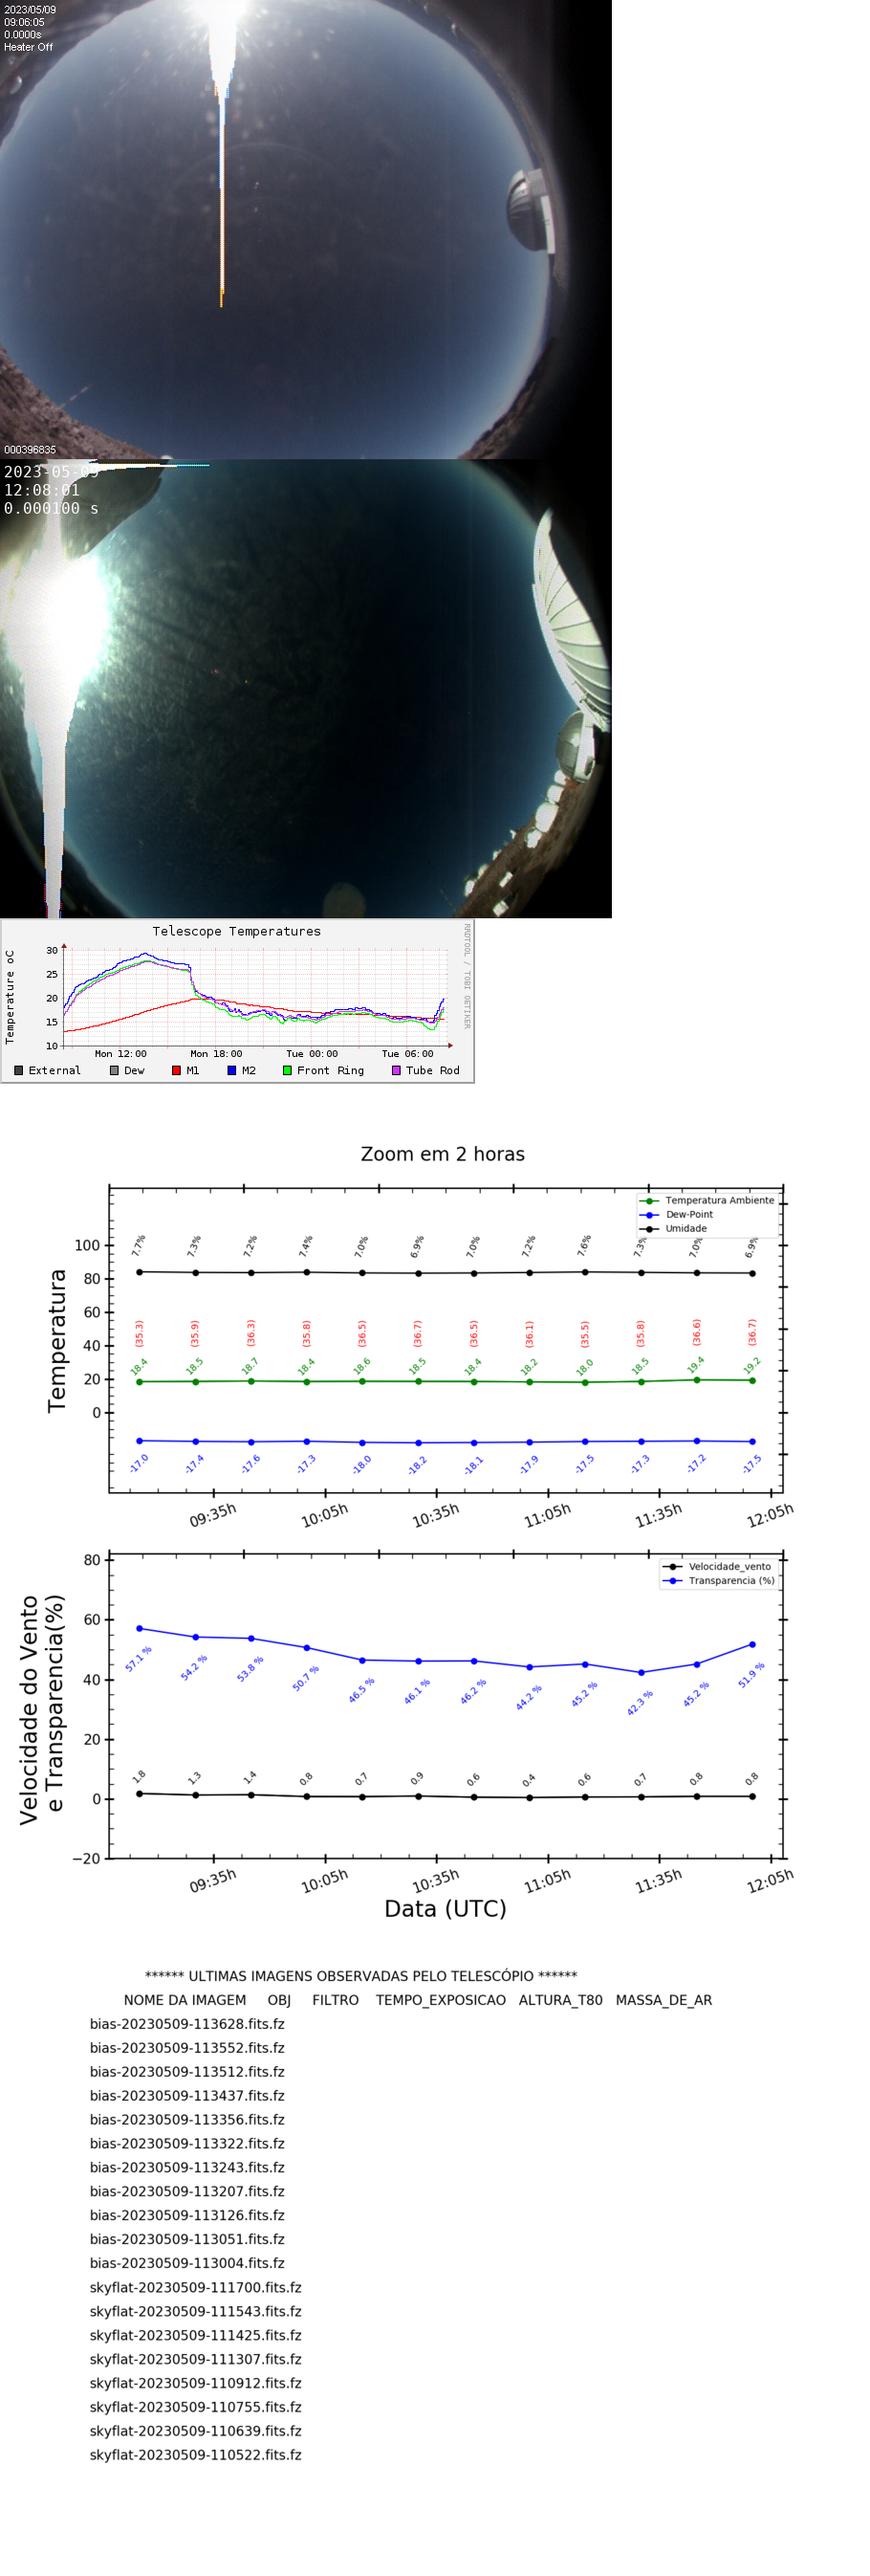 2023/05/09
09:06:05
0.0000s
Heater Off
000396835
2023-05-09
12:08:01
0.000100 s
Telescope Temperatures
RRDTOOL / TOBI OETIKER
Temperature oC
30
25
20
15
10
Mon 12:00 Mon 18:00 Tue 00:00 Tue 06:00
External Dew M1 M2 Front Ring Tube Rod
Zoom em 2 horas
Temperatura Ambiente
Dew-Point
Umidade
Temperatura
100
80
60
40
20
0
7.7% 7.3% 7.2% 7.4% 7.0% 6.9% 7.0% 7.2% 7.6% 7.3% 7.0% 6.9%
(35.3) (35.9) (36.3) (35.8) (36.5) (36.7) (36.5) (36.1) (35.5) (35.8) (36.6) (36.7)
18.4 18.5 18.7 18.4 18.6 18.5 18.4 18.2 18.0 18.5 19.4 19.2
-17.0 -17.4 -17.6 -17.3 -18.0 -18.2 -18.1 -17.9 -17.5 -17.3 -17.2 -17.5
09:35h 10:05h 10:35h 11:05h 11:35h 12:05h
Velocidade_vento
Transparencia (%)
Velocidade do Vento
e Transparencia(%)
80
60
40
20
0
−20
57.1 % 54.2 % 53.8 % 50.7 % 46.5 % 46.1 % 46.2 % 44.2 % 45.2 % 42.3 % 45.2 % 51.9 %
1.8 1.3 1.4 0.8 0.7 0.9 0.6 0.4 0.6 0.7 0.8 0.8
09:35h 10:05h 10:35h 11:05h 11:35h 12:05h
Data (UTC)
****** ULTIMAS IMAGENS OBSERVADAS PELO TELESCÓPIO ******
NOME DA IMAGEM OBJ FILTRO TEMPO_EXPOSICAO ALTURA_T80 MASSA_DE_AR
bias-20230509-113628.fits.fz
bias-20230509-113552.fits.fz
bias-20230509-113512.fits.fz
bias-20230509-113437.fits.fz
bias-20230509-113356.fits.fz
bias-20230509-113322.fits.fz
bias-20230509-113243.fits.fz
bias-20230509-113207.fits.fz
bias-20230509-113126.fits.fz
bias-20230509-113051.fits.fz
bias-20230509-113004.fits.fz
skyflat-20230509-111700.fits.fz
skyflat-20230509-111543.fits.fz
skyflat-20230509-111425.fits.fz
skyflat-20230509-111307.fits.fz
skyflat-20230509-110912.fits.fz
skyflat-20230509-110755.fits.fz
skyflat-20230509-110639.fits.fz
skyflat-20230509-110522.fits.fz